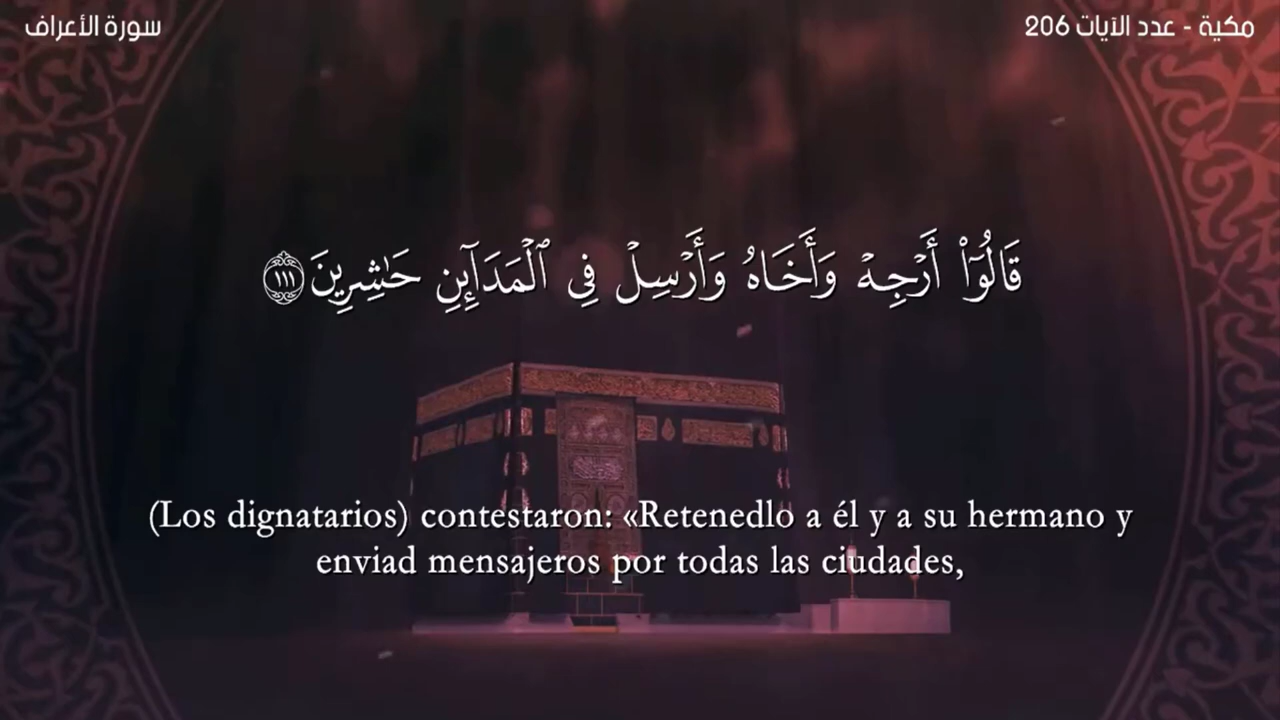 سورة الأعراف
مكية - عدد الآيات 206
قَالُوٓا۟ أَرْجِهْ وَأَخَاهُ وَأَرْسِلْ فِى ٱلْمَدَآئِنِ حَـٰشِرِينَ ١١١
(Los dignatarios) contestaron: «Retenedlo a él y a su hermano y
enviad mensajeros por todas las ciudades,